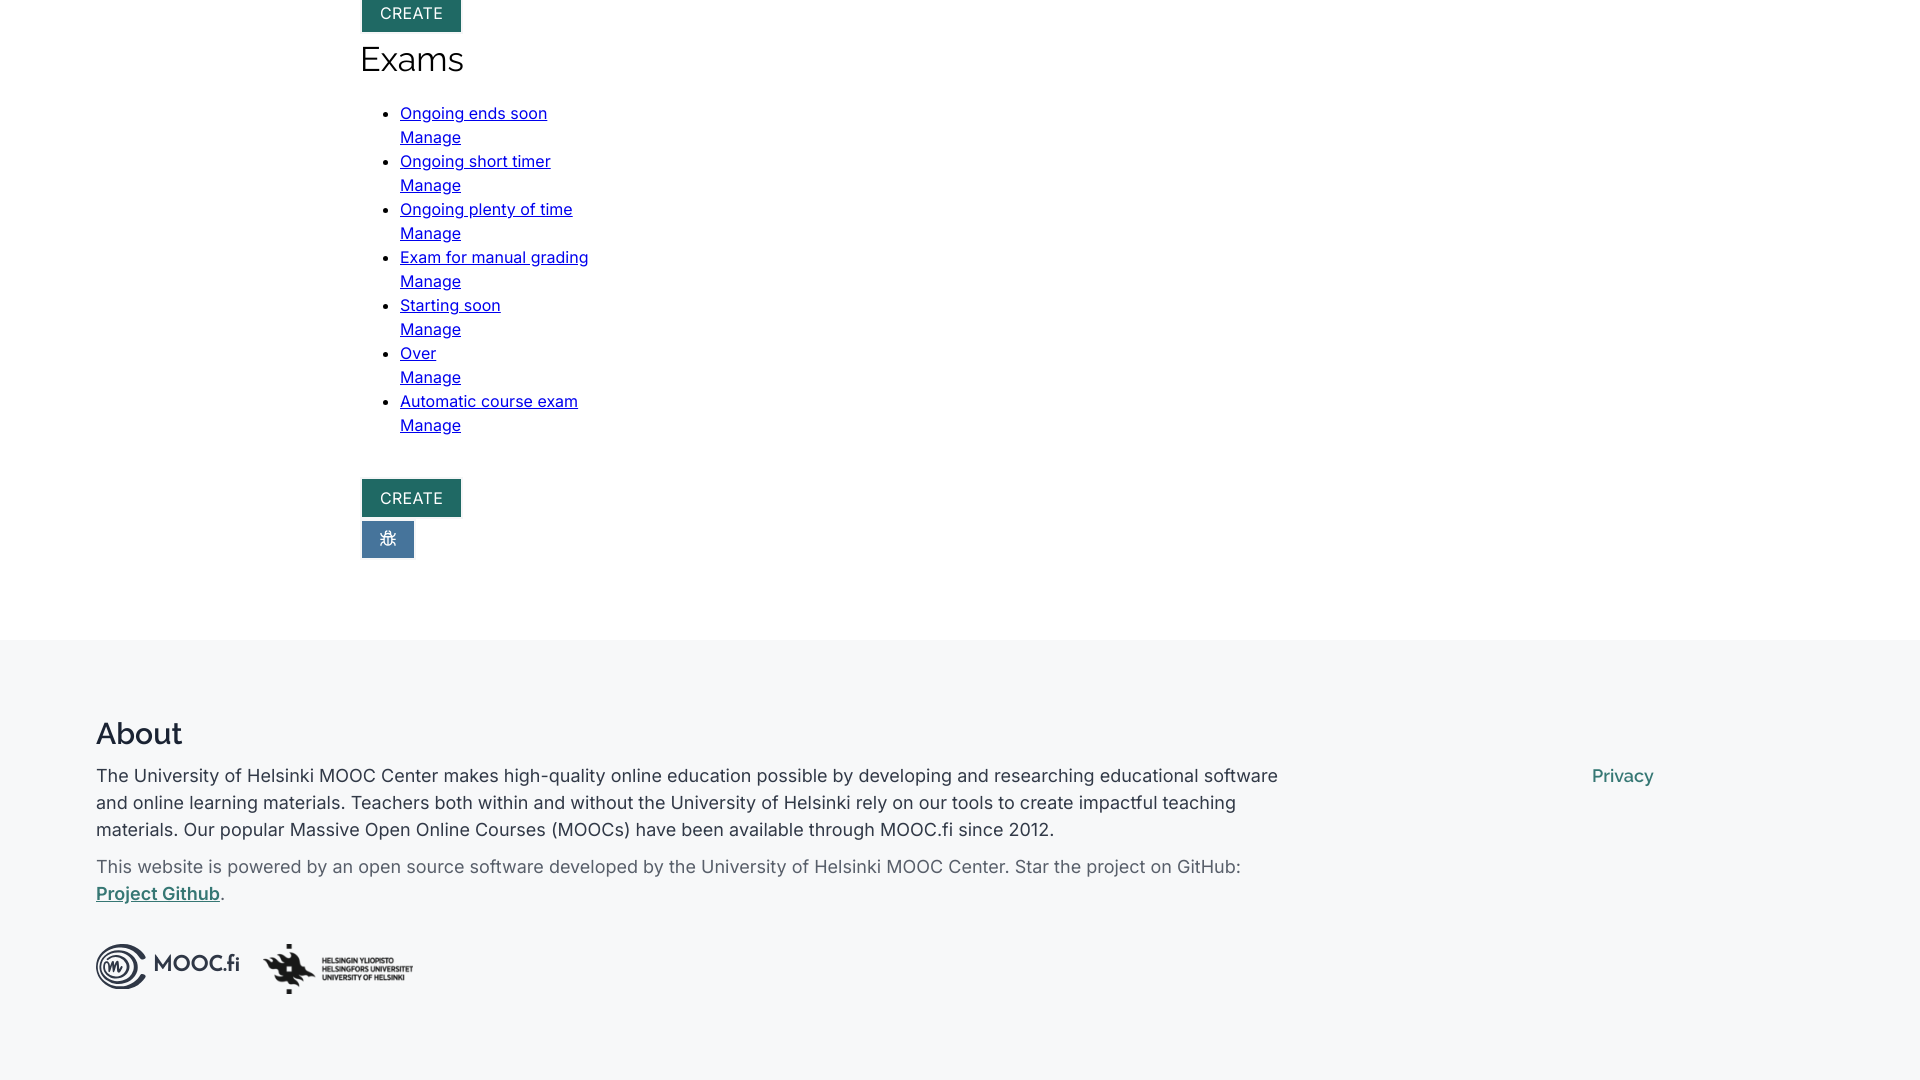 CREATE
Exams
Ongoing ends soon
Manage
Ongoing short timer
Manage
Ongoing plenty of time
Manage
Exam for manual grading
Manage
Starting soon
Manage
Over
Manage
Automatic course exam
Manage
CREATE
About
The University of Helsinki MOOC Center makes high-quality online education possible by developing and researching educational software
and online learning materials. Teachers both within and without the University of Helsinki rely on our tools to create impactful teaching
materials. Our popular Massive Open Online Courses (MOOCs) have been available through MOOC.fi since 2012.
Privacy
This website is powered by an open source software developed by the University of Helsinki MOOC Center. Star the project on GitHub:
Project Github.
MOOC.fi
HELSINGIN YLIOPISTO
HELSINGFORS UNIVERSITET
UNIVERSITY OF HELSINKI